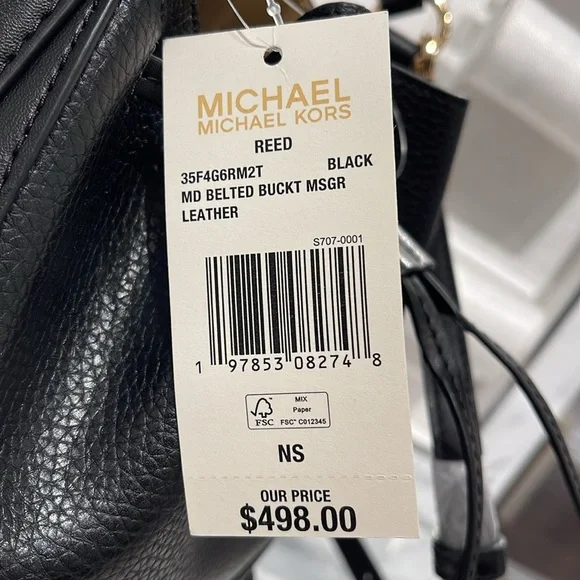 MICHAEL
MICHAEL KORS
REED
35F4G6RM2T BLACK
MD BELTED BUCKT MSGR
LEATHER
S707-0001
1 97853 08274 8
FSC
MIX
Paper
FSC™ C012345
NS
OUR PRICE
$498.00